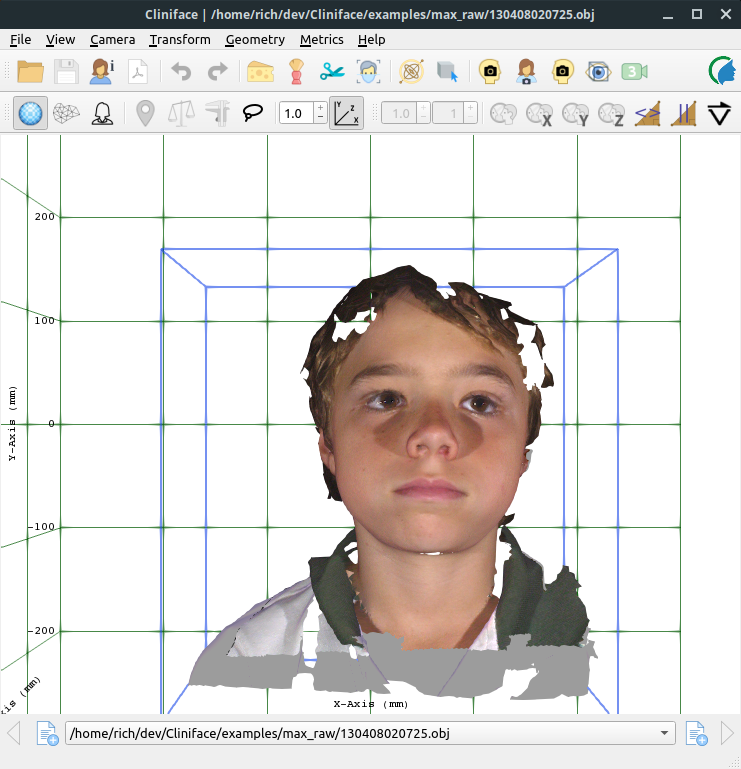 Cliniface | /home/rich/dev/Cliniface/examples/max_raw/130408020725.obj
File View Camera Transform Geometry Metrics Help
i 3
1.0 Y Z X 1.0 1 X Y Z <>
200
100
0
Y-Axis (mm)
-100
-200
xis (mm)
X-Axis (mm)
/home/rich/dev/Cliniface/examples/max_raw/130408020725.obj